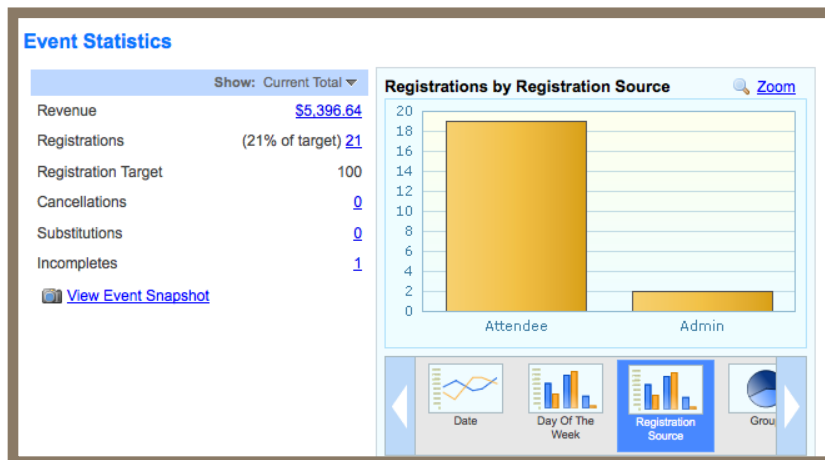 Event Statistics
Show: Current Total
Revenue $5,396.64
Registrations (21% of target) 21
Registration Target 100
Cancellations 0
Substitutions 0
Incompletes 1
View Event Snapshot
Registrations by Registration Source Zoom
20
18
16
14
12
10
8
6
4
2
0
Attendee Admin
Date
Day Of The
Week
Registration
Source
Grou